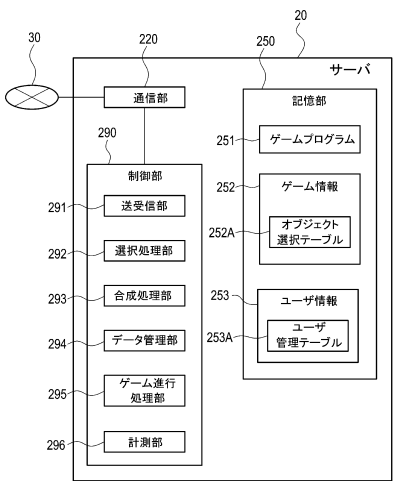 30
220
250
20
サーバ
通信部
記憶部
290
制御部
251
ゲームプログラム
291
送受信部
252
ゲーム情報
292
選択処理部
252A
オブジェクト
選択テーブル
293
合成処理部
253
ユーザ情報
294
データ管理部
253A
ユーザ
管理テーブル
295
ゲーム進行
処理部
296
計測部